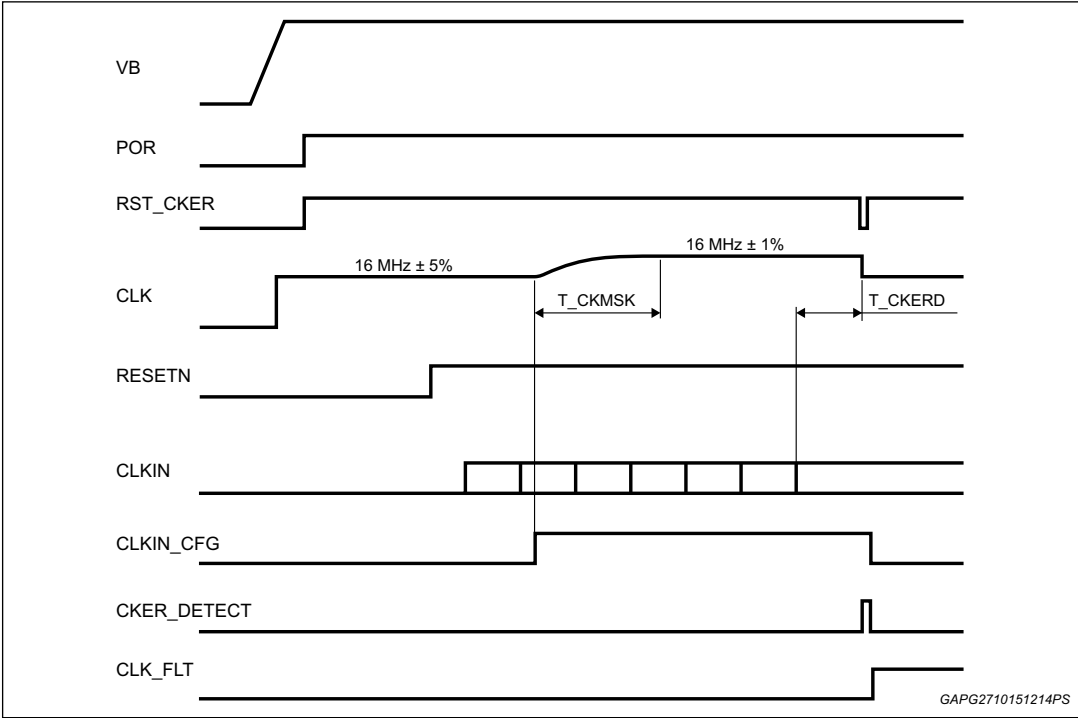 VB
POR
RST_CKER
16 MHz ± 5%
16 MHz ± 1%
CLK
T_CKMSK
T_CKERD
RESETN
CLKIN
CLKIN_CFG
CKER_DETECT
CLK_FLT
GAPG2710151214PS